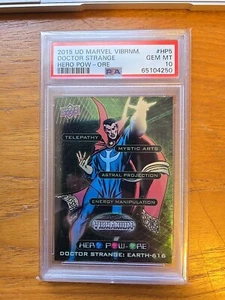 2015 UD MARVEL VIBRNM. #HP5
DOCTOR STRANGE GEM MT
HERO POW-ORE 10
PSA 65104250
TELEPATHY
MYSTIC ARTS
ASTRAL PROJECTION
ENERGY MANIPULATION
VIBRANIUM
HERO POW-ORE
DOCTOR STRANGE: EARTH-616